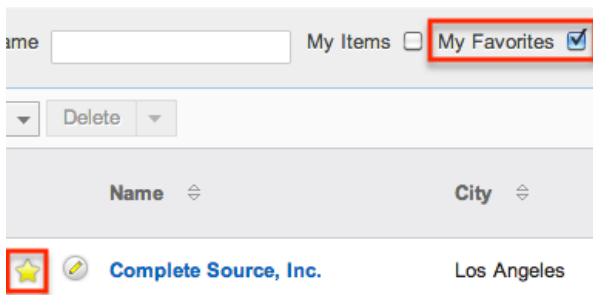 ame My Items My Favorites
Delete
Name City
Complete Source, Inc. Los Angeles